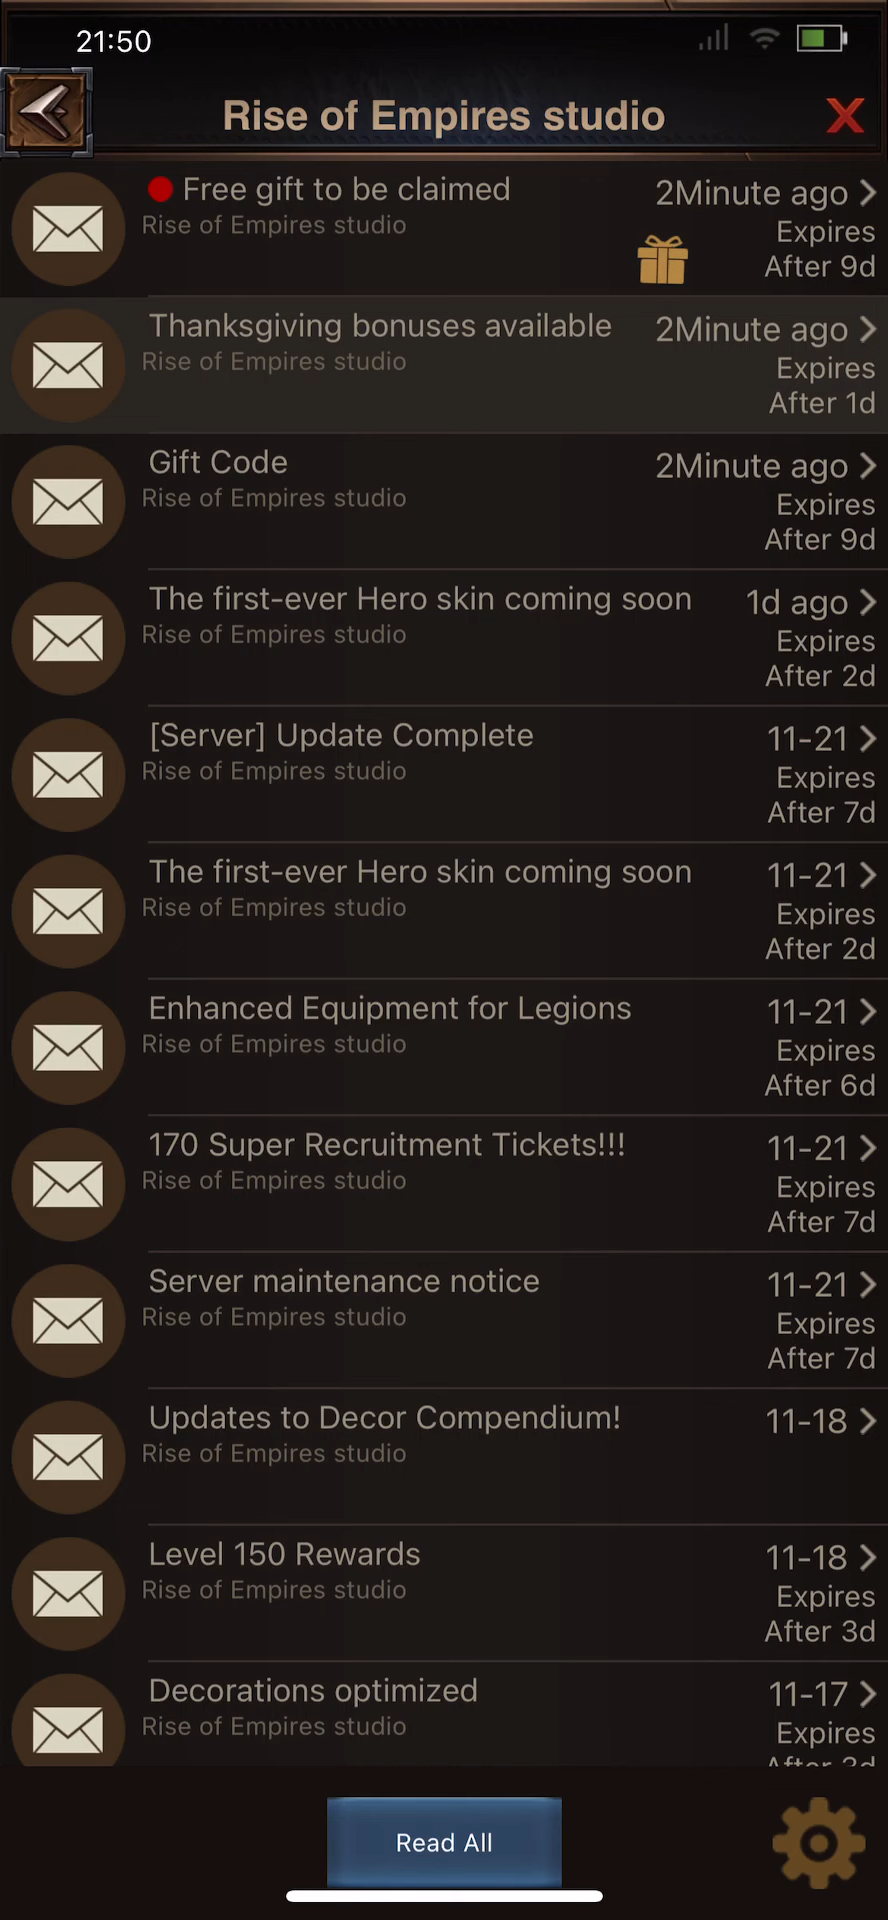 21:50
Rise of Empires studio
Free gift to be claimed
2Minute ago
Rise of Empires studio
Expires
After 9d
Thanksgiving bonuses available
2Minute ago
Rise of Empires studio
Expires
After 1d
Gift Code
2Minute ago
Rise of Empires studio
Expires
After 9d
The first-ever Hero skin coming soon
1d ago
Rise of Empires studio
Expires
After 2d
[Server] Update Complete
11-21
Rise of Empires studio
Expires
After 7d
The first-ever Hero skin coming soon
11-21
Rise of Empires studio
Expires
After 2d
Enhanced Equipment for Legions
11-21
Rise of Empires studio
Expires
After 6d
170 Super Recruitment Tickets!!!
11-21
Rise of Empires studio
Expires
After 7d
Server maintenance notice
11-21
Rise of Empires studio
Expires
After 7d
Updates to Decor Compendium!
11-18
Rise of Empires studio
Level 150 Rewards
11-18
Rise of Empires studio
Expires
After 3d
Decorations optimized
11-17
Rise of Empires studio
Expires
Read All